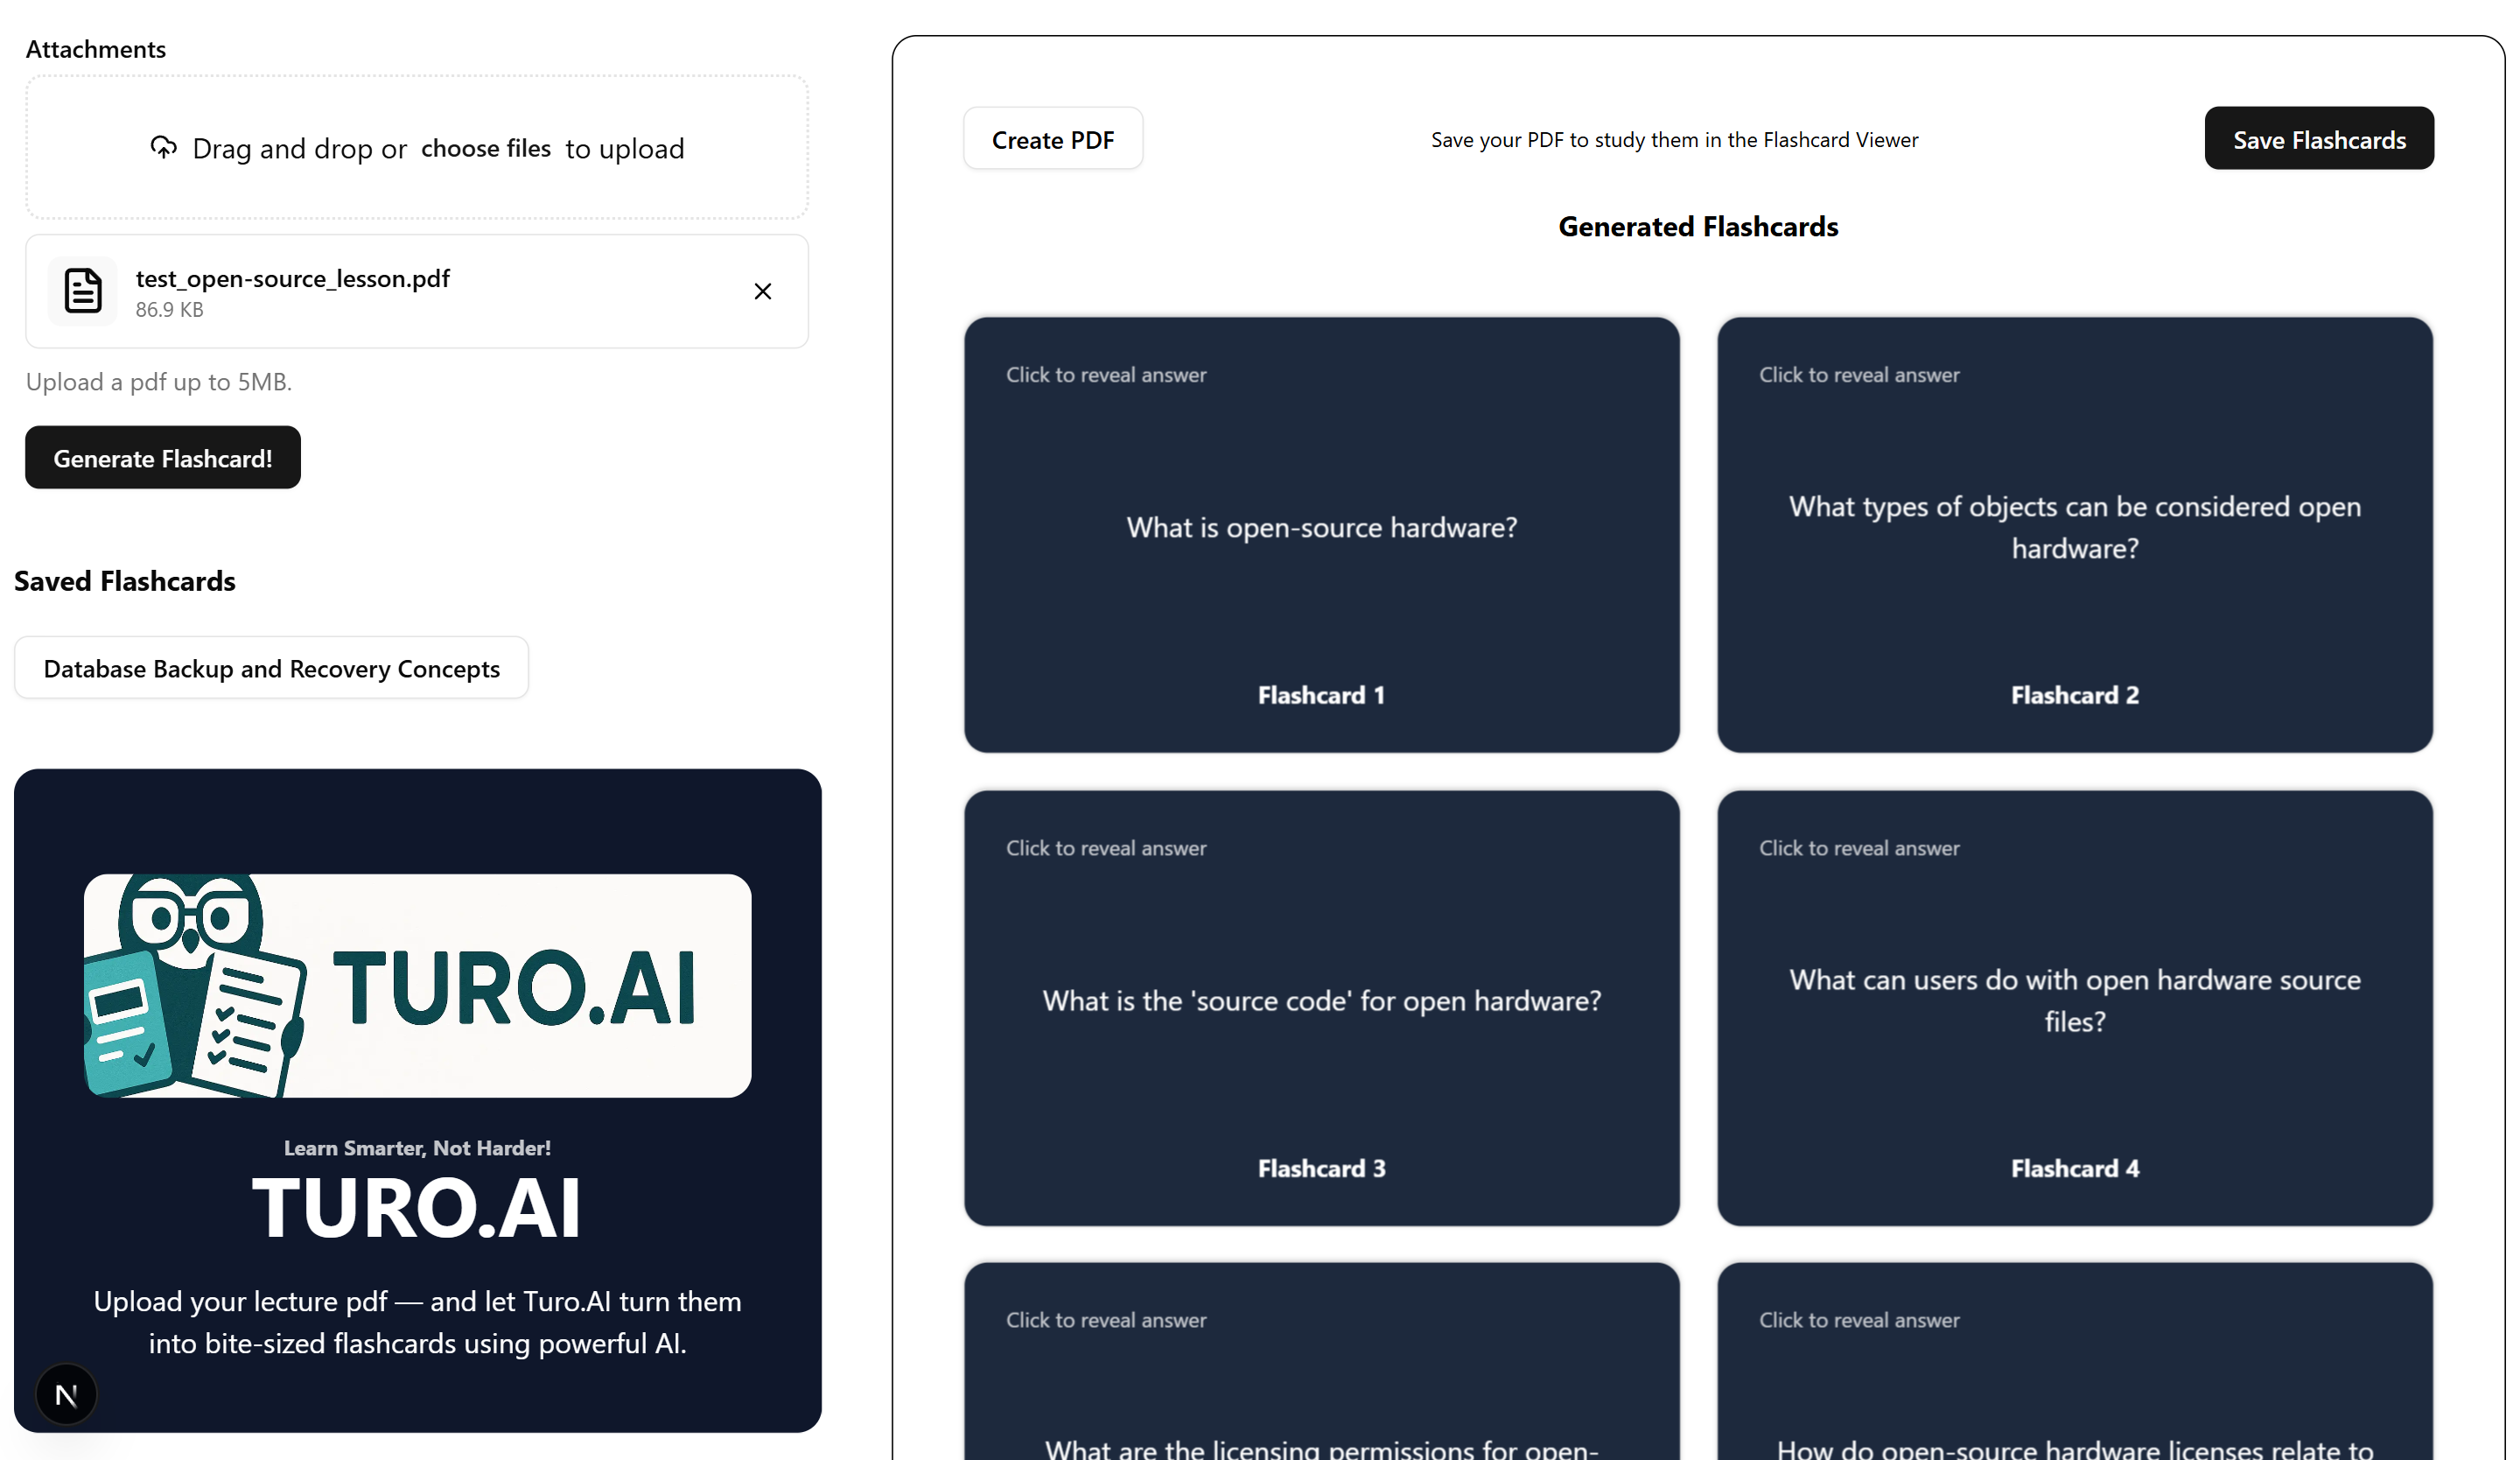 Attachments
Drag and drop or choose files to upload
test_open-source_lesson.pdf
86.9 KB
Upload a pdf up to 5MB.
Generate Flashcard!
Saved Flashcards
Database Backup and Recovery Concepts
TURO.AI
Learn Smarter, Not Harder!
TURO.AI
Upload your lecture pdf — and let Turo.AI turn them
into bite-sized flashcards using powerful AI.
N
Create PDF
Save your PDF to study them in the Flashcard Viewer
Save Flashcards
Generated Flashcards
Click to reveal answer
What is open-source hardware?
Flashcard 1
Click to reveal answer
What types of objects can be considered open
hardware?
Flashcard 2
Click to reveal answer
What is the 'source code' for open hardware?
Flashcard 3
Click to reveal answer
What can users do with open hardware source
files?
Flashcard 4
Click to reveal answer
What are the licensing permissions for open-
Click to reveal answer
How do open-source hardware licenses relate to